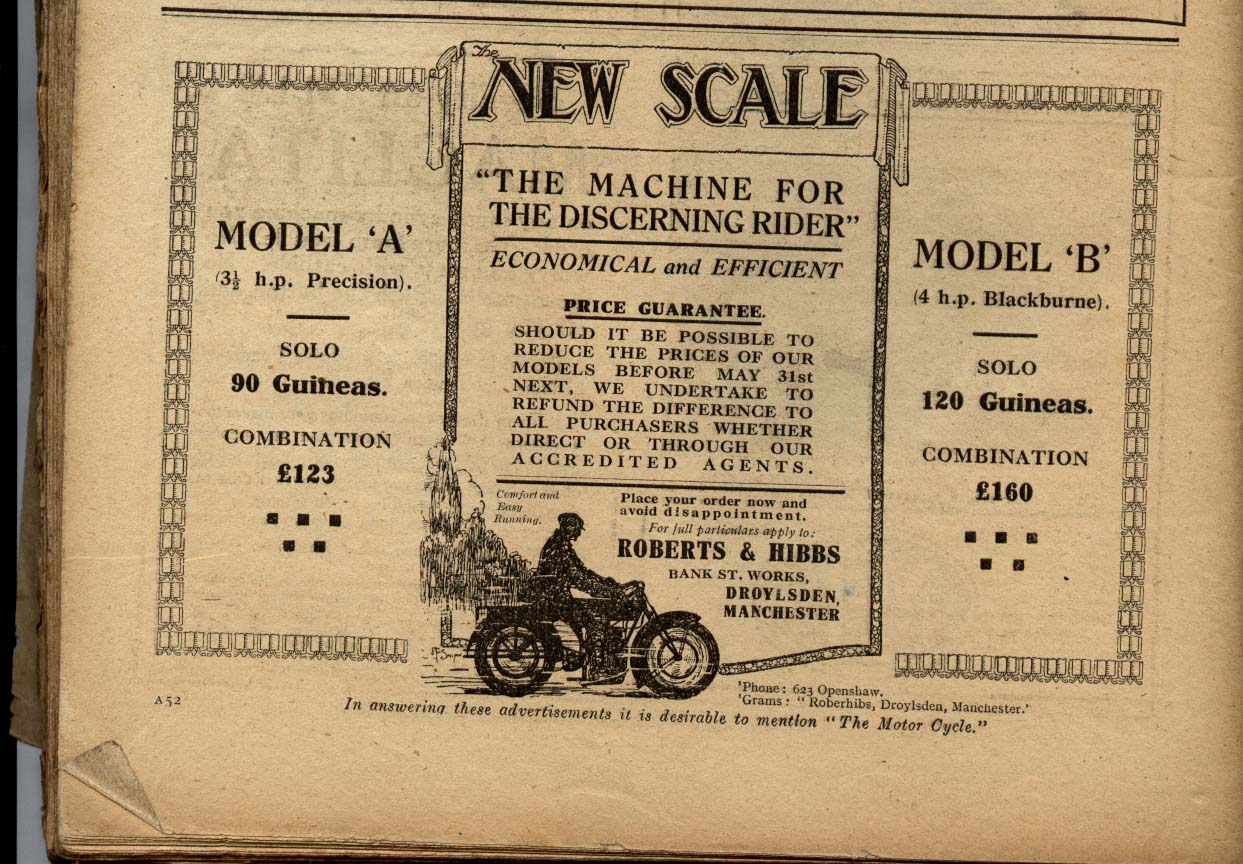 The
NEW SCALE
"THE MACHINE FOR
THE DISCERNING RIDER"
ECONOMICAL and EFFICIENT
PRICE GUARANTEE.
SHOULD IT BE POSSIBLE TO
REDUCE THE PRICES OF OUR
MODELS BEFORE MAY 31st
NEXT, WE UNDERTAKE TO
REFUND THE DIFFERENCE TO
ALL PURCHASERS WHETHER
DIRECT OR THROUGH OUR
ACCREDITED AGENTS.
MODEL 'A'
(3½ h.p. Precision).
SOLO
90 Guineas.
COMBINATION
£123
MODEL 'B'
(4 h.p. Blackburne).
SOLO
120 Guineas.
COMBINATION
£160
Comfort and
Easy
Running.
Place your order now and
avoid disappointment.
For full particulars apply to:
ROBERTS & HIBBS
BANK ST. WORKS,
DROYLSDEN,
MANCHESTER
'Phone: 623 Openshaw.
'Grams: "Roberhibs, Droylsden, Manchester.'
A52
In answering these advertisements it is desirable to mention "The Motor Cycle."